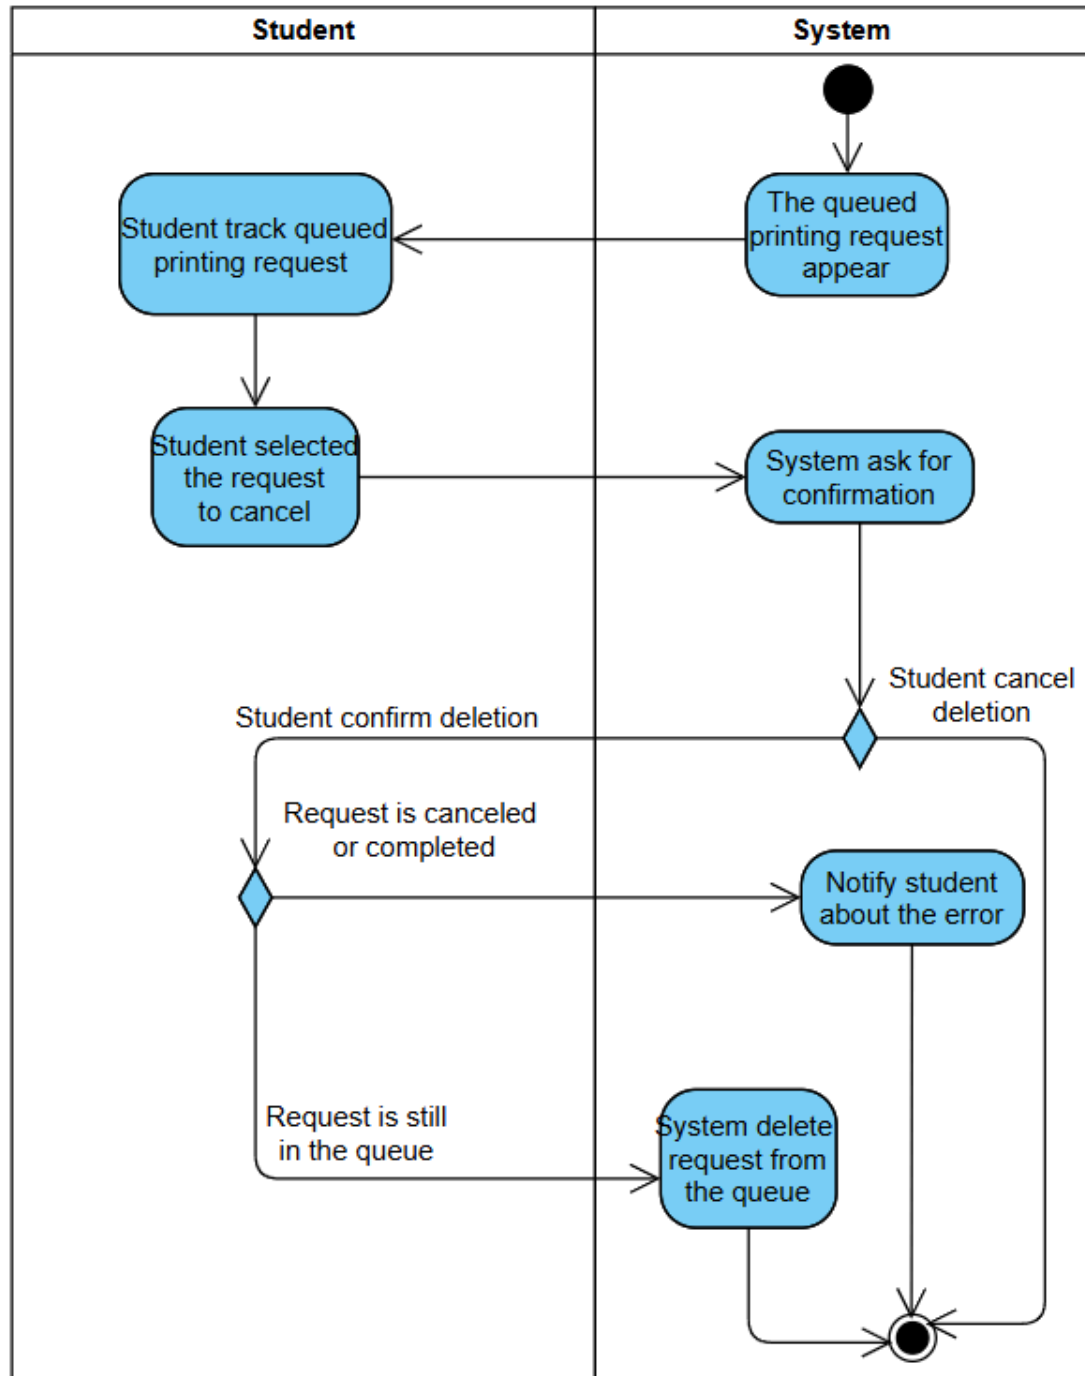 Student
System
The queued
printing request
appear
Student track queued
printing request
Student selected
the request
to cancel
System ask for
confirmation
Student cancel
deletion
Student confirm deletion
Request is canceled
or completed
Notify student
about the error
Request is still
in the queue
System delete
request from
the queue